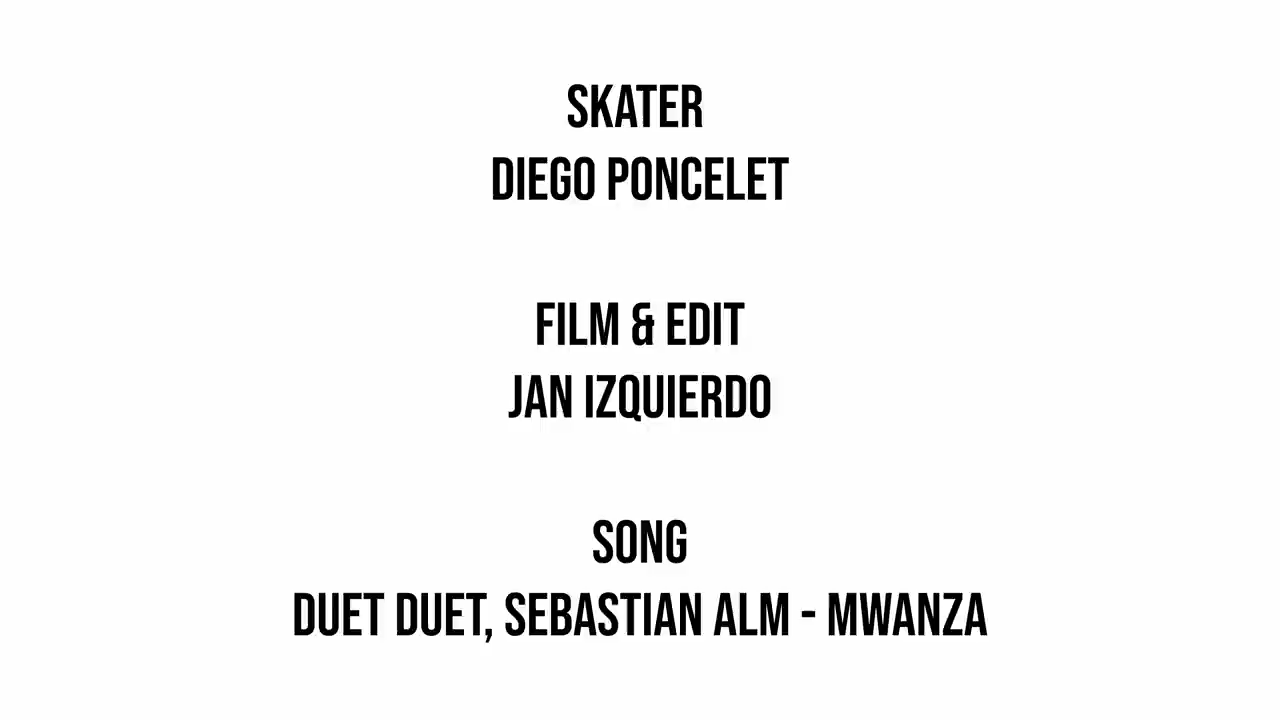 SKATER
DIEGO PONCELET
FILM & EDIT
JAN IZQUIERDO
SONG
DUET DUET, SEBASTIAN ALM - MWANZA